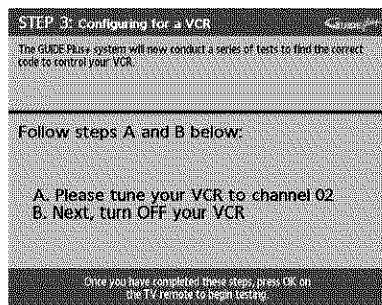 STEP 3: Configuring for a VCR
GUIDE Plus+
The GUIDE Plus+ system will now conduct a series of tests to find the correct
code to control your VCR.
Follow steps A and B below:
A. Please tune your VCR to channel 02
B. Next, turn OFF your VCR
Once you have completed these steps, press OK on
the TV remote to begin testing.